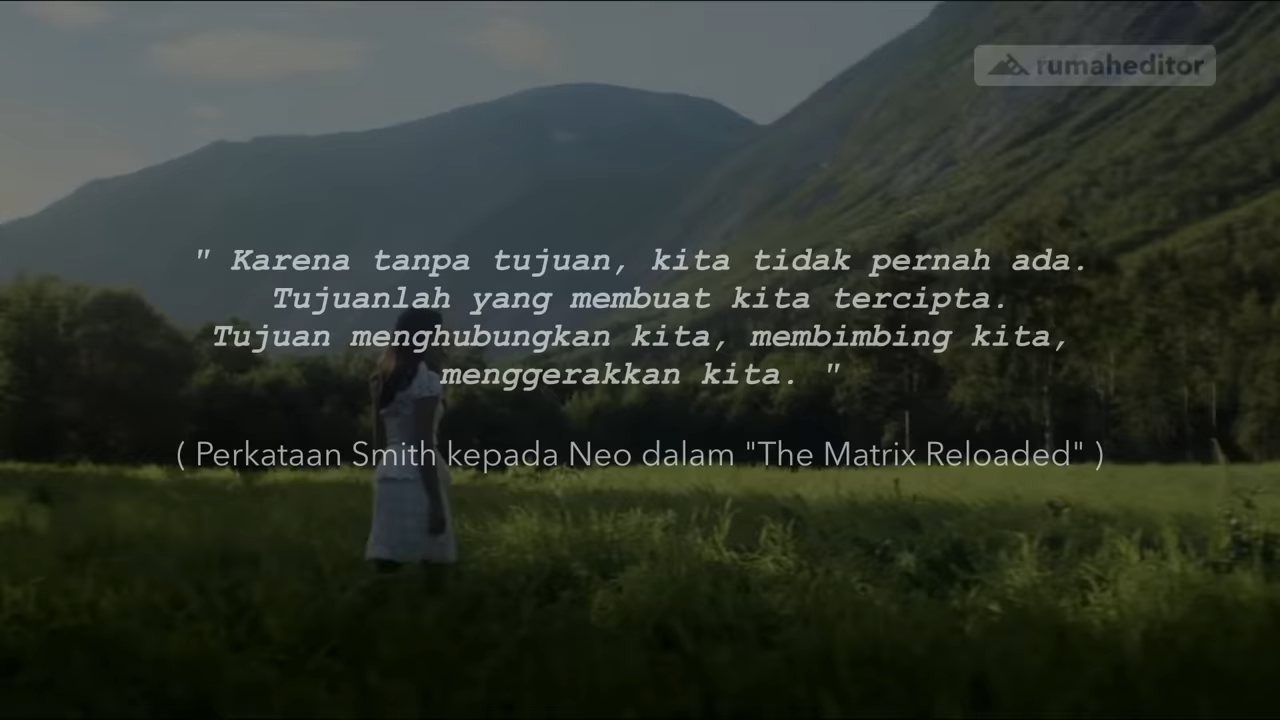 rumaheditor
" Karena tanpa tujuan, kita tidak pernah ada.
Tujuanlah yang membuat kita tercipta.
Tujuan menghubungkan kita, membimbing kita,
menggerakkan kita. "
( Perkataan Smith kepada Neo dalam "The Matrix Reloaded" )